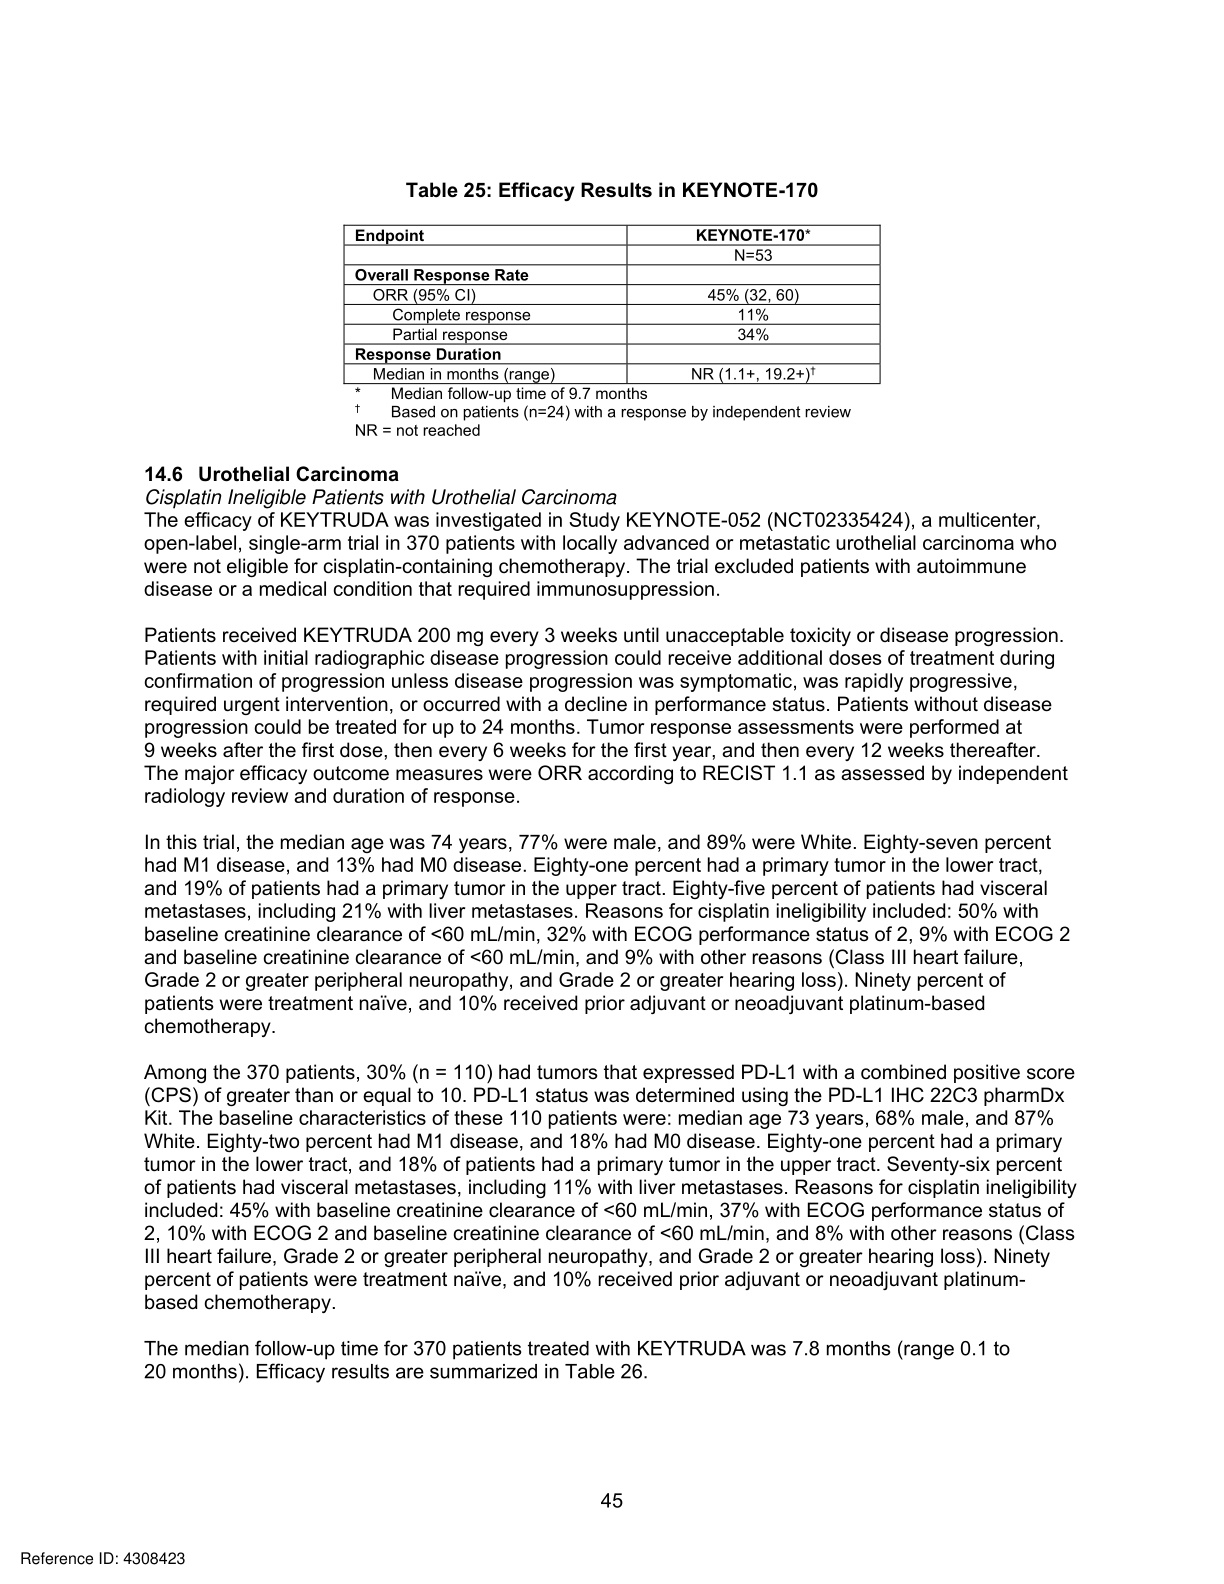 Table 25: Efficacy Results in KEYNOTE-170
Endpoint KEYNOTE-170*
N=53
Overall Response Rate
ORR (95% CI) 45% (32, 60)
Complete response 11%
Partial response 34%
Response Duration
Median in months (range) NR (1.1+, 19.2+)†
* Median follow-up time of 9.7 months
† Based on patients (n=24) with a response by independent review
NR = not reached
14.6 Urothelial Carcinoma
Cisplatin Ineligible Patients with Urothelial Carcinoma
The efficacy of KEYTRUDA was investigated in Study KEYNOTE-052 (NCT02335424), a multicenter,
open-label, single-arm trial in 370 patients with locally advanced or metastatic urothelial carcinoma who
were not eligible for cisplatin-containing chemotherapy. The trial excluded patients with autoimmune
disease or a medical condition that required immunosuppression.
Patients received KEYTRUDA 200 mg every 3 weeks until unacceptable toxicity or disease progression.
Patients with initial radiographic disease progression could receive additional doses of treatment during
confirmation of progression unless disease progression was symptomatic, was rapidly progressive,
required urgent intervention, or occurred with a decline in performance status. Patients without disease
progression could be treated for up to 24 months. Tumor response assessments were performed at
9 weeks after the first dose, then every 6 weeks for the first year, and then every 12 weeks thereafter.
The major efficacy outcome measures were ORR according to RECIST 1.1 as assessed by independent
radiology review and duration of response.
In this trial, the median age was 74 years, 77% were male, and 89% were White. Eighty-seven percent
had M1 disease, and 13% had M0 disease. Eighty-one percent had a primary tumor in the lower tract,
and 19% of patients had a primary tumor in the upper tract. Eighty-five percent of patients had visceral
metastases, including 21% with liver metastases. Reasons for cisplatin ineligibility included: 50% with
baseline creatinine clearance of <60 mL/min, 32% with ECOG performance status of 2, 9% with ECOG 2
and baseline creatinine clearance of <60 mL/min, and 9% with other reasons (Class III heart failure,
Grade 2 or greater peripheral neuropathy, and Grade 2 or greater hearing loss). Ninety percent of
patients were treatment naïve, and 10% received prior adjuvant or neoadjuvant platinum-based
chemotherapy.
Among the 370 patients, 30% (n = 110) had tumors that expressed PD-L1 with a combined positive score
(CPS) of greater than or equal to 10. PD-L1 status was determined using the PD-L1 IHC 22C3 pharmDx
Kit. The baseline characteristics of these 110 patients were: median age 73 years, 68% male, and 87%
White. Eighty-two percent had M1 disease, and 18% had M0 disease. Eighty-one percent had a primary
tumor in the lower tract, and 18% of patients had a primary tumor in the upper tract. Seventy-six percent
of patients had visceral metastases, including 11% with liver metastases. Reasons for cisplatin ineligibility
included: 45% with baseline creatinine clearance of <60 mL/min, 37% with ECOG performance status of
2, 10% with ECOG 2 and baseline creatinine clearance of <60 mL/min, and 8% with other reasons (Class
III heart failure, Grade 2 or greater peripheral neuropathy, and Grade 2 or greater hearing loss). Ninety
percent of patients were treatment naïve, and 10% received prior adjuvant or neoadjuvant platinum-
based chemotherapy.
The median follow-up time for 370 patients treated with KEYTRUDA was 7.8 months (range 0.1 to
20 months). Efficacy results are summarized in Table 26.
45
Reference ID: 4308423